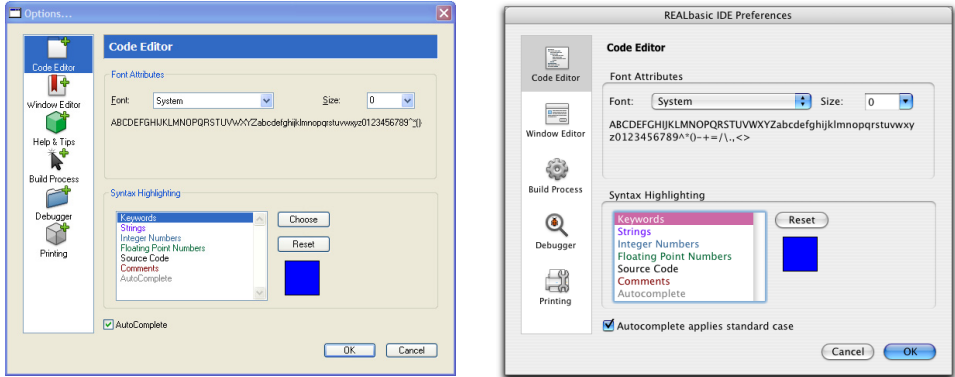 Options...
Code Editor
Window Editor
Help & Tips
Build Process
Debugger
Printing
Code Editor
Font Attributes
Font: System Size: 0
ABCDEFGHIJKLMNOPQRSTUVWXYZabcdefghijklmnopqrstuvwxyz0123456789^*()
Syntax Highlighting
Keywords
Strings
Integer Numbers
Floating Point Numbers
Source Code
Comments
AutoComplete
Choose
Reset
AutoComplete
OK Cancel
REALbasic IDE Preferences
Code Editor
Window Editor
Build Process
Debugger
Printing
Code Editor
Font Attributes
Font: System Size: 0
ABCDEFGHIJKLMNOPQRSTUVWXYZabcdefghijklmnopqrstuvwxy
z0123456789^*()-+=/\.,<>
Syntax Highlighting
Keywords
Strings
Integer Numbers
Floating Point Numbers
Source Code
Comments
Autocomplete
Reset
Autocomplete applies standard case
Cancel OK